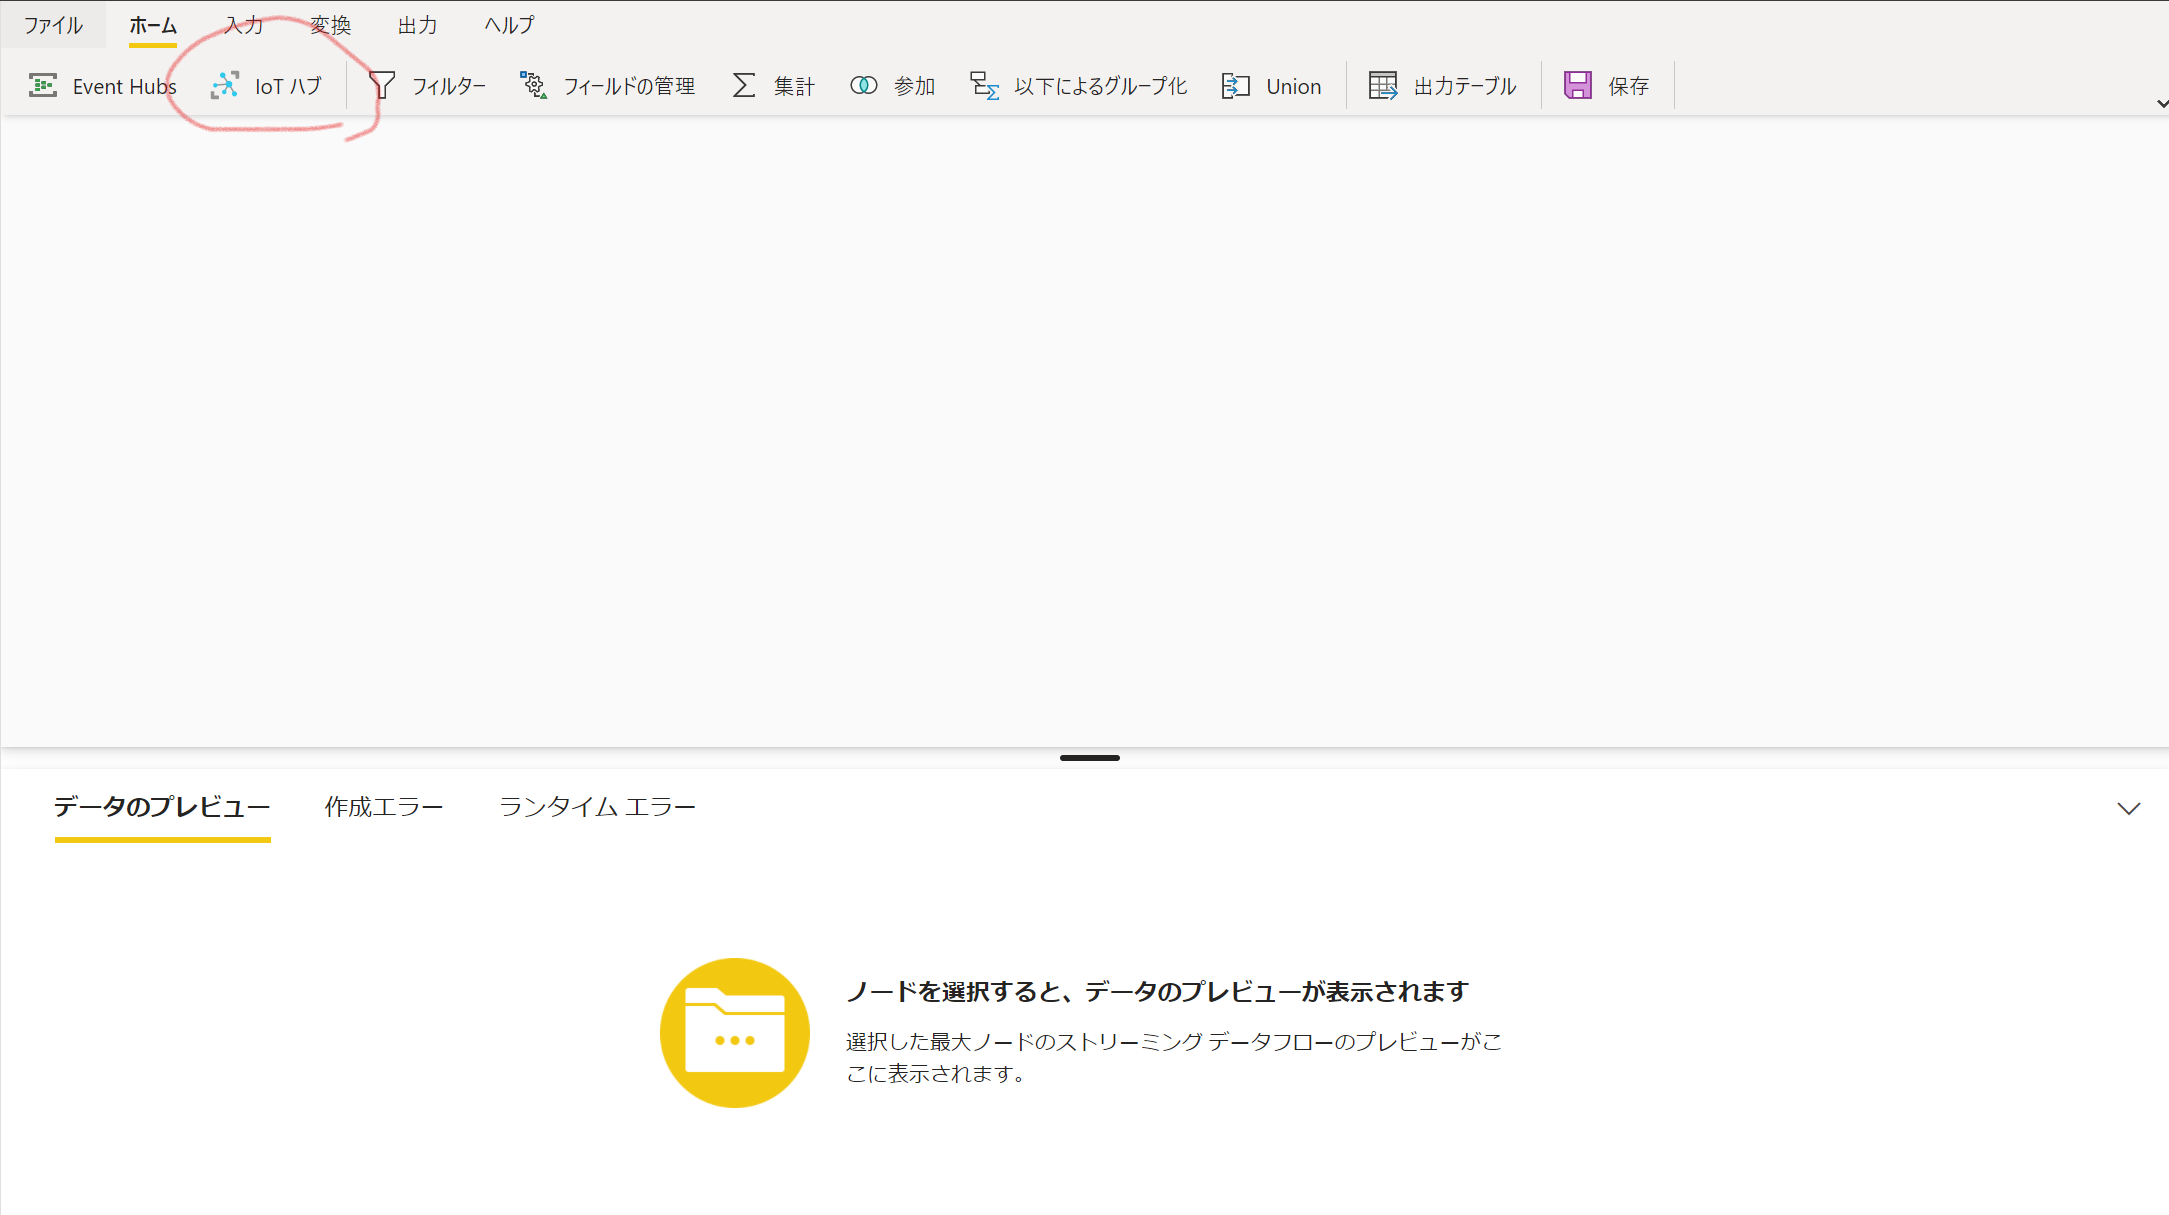 ファイル ホーム 入力 変換 出力 ヘルプ
Event Hubs IoT ハブ フィルター フィールドの管理 集計 参加 以下によるグループ化 Union 出力テーブル 保存
データのプレビュー 作成エラー ランタイム エラー
ノードを選択すると、データのプレビューが表示されます
選択した最大ノードのストリーミング データフローのプレビューがこ
こに表示されます。